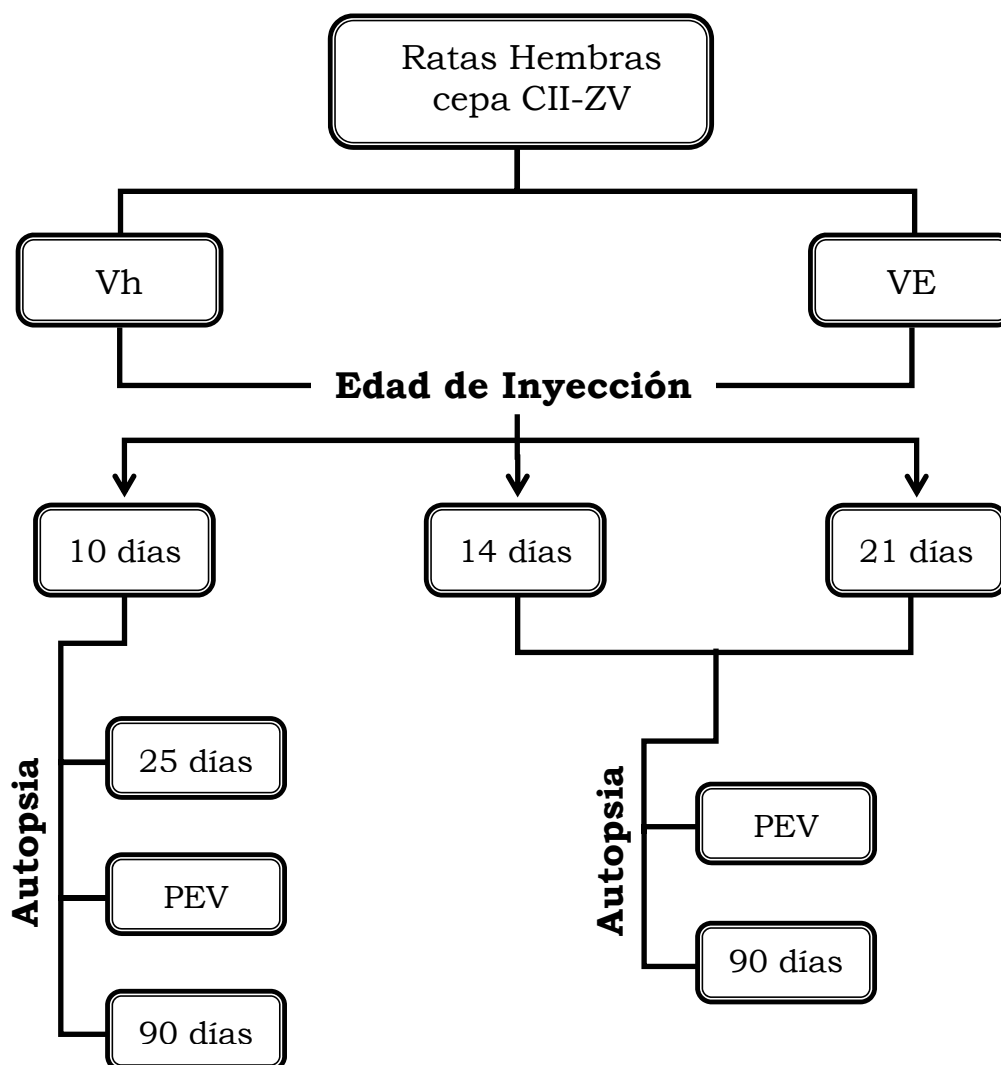 Ratas Hembras
cepa CII-ZV
Vh
VE
Edad de Inyección
10 días
14 días
21 días
Autopsia
25 días
PEV
90 días
Autopsia
PEV
90 días